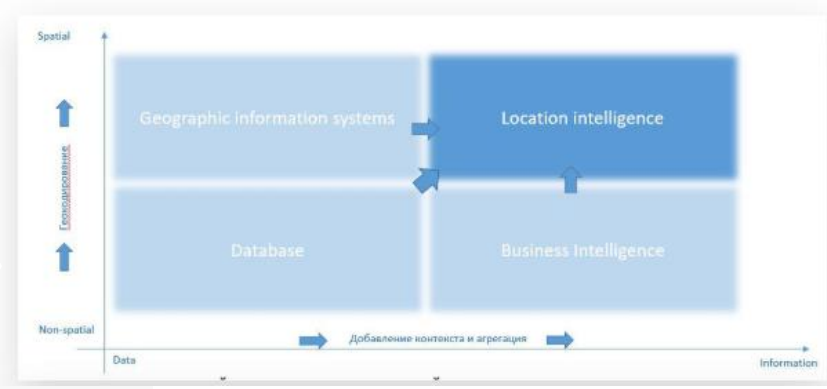 Spatial
Geographic information systems
Location intelligence
Геокодирование
Database
Business Intelligence
Non-spatial
Добавление контекста и агрегация
Data
Information